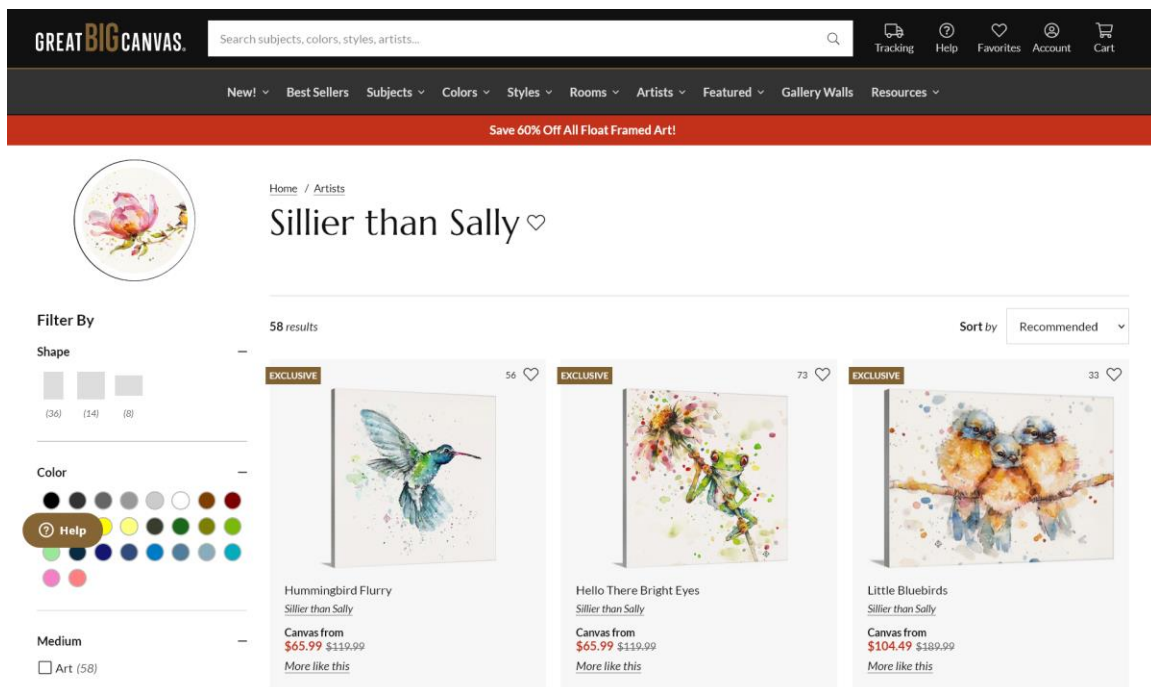 GREAT BIG CANVAS.
Search subjects, colors, styles, artists...
Tracking Help Favorites Account Cart
New! Best Sellers Subjects Colors Styles Rooms Artists Featured Gallery Walls Resources
Save 60% Off All Float Framed Art!
Home / Artists
Sillier than Sally
Filter By
58 results
Sort by Recommended
Shape
(36) (14) (8)
Color
Help
Medium
Art (58)
EXCLUSIVE 56
Hummingbird Flurry
Sillier than Sally
Canvas from
$65.99 $119.99
More like this
EXCLUSIVE 73
Hello There Bright Eyes
Sillier than Sally
Canvas from
$65.99 $119.99
More like this
EXCLUSIVE 33
Little Bluebirds
Sillier than Sally
Canvas from
$104.49 $189.99
More like this